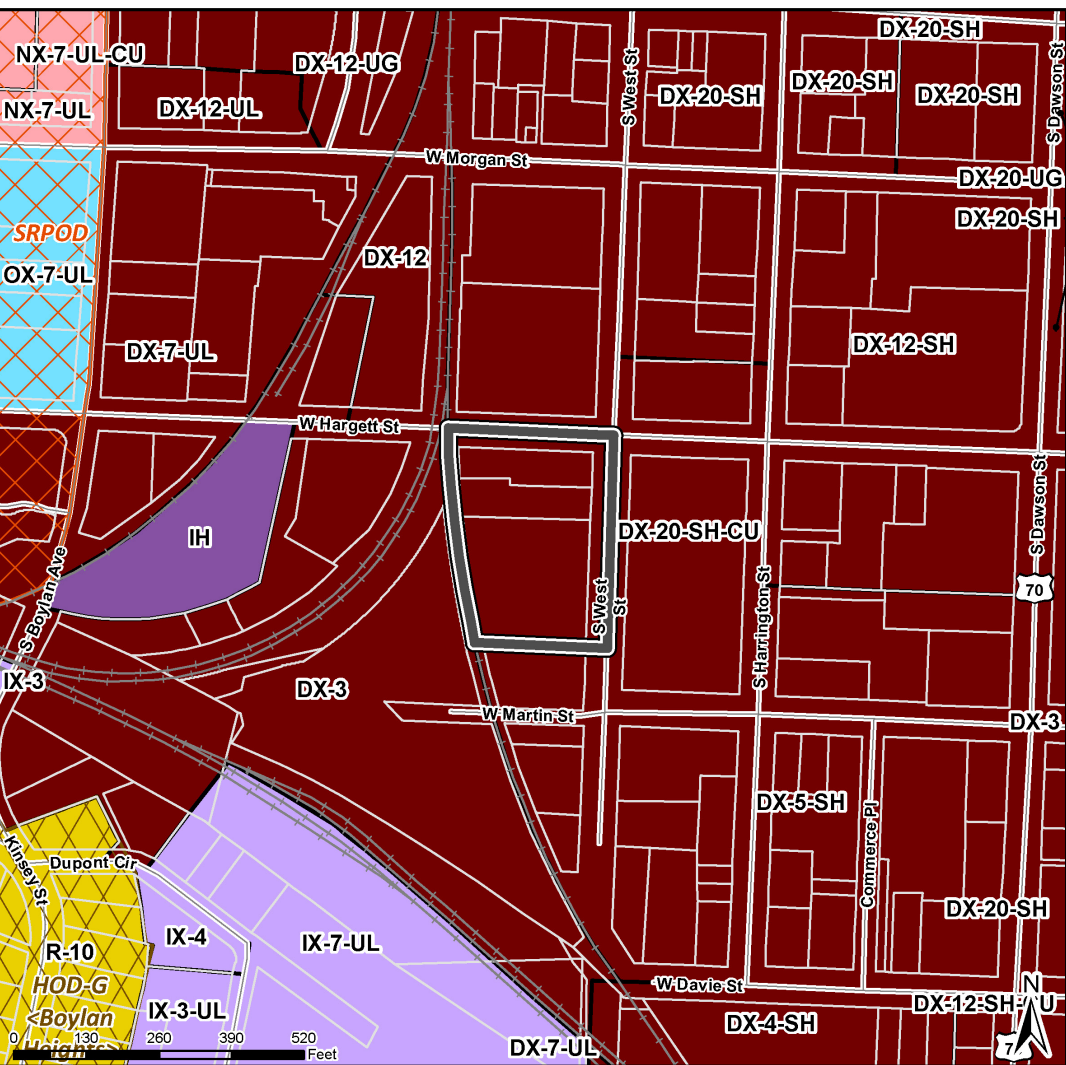 DX-20-SH
NX-7-UL-CU
DX-12-UG
S West St
DX-20-SH
DX-20-SH
DX-20-SH
S Dawson St
NX-7-UL
DX-12-UL
W Morgan St
DX-20-UG
DX-20-SH
SRPOD
DX-12
OX-7-UL
DX-7-UL
DX-12-SH
W Hargett St
S Dawson St
IH
DX-20-SH-CU
70
S West
St
S Harrington St
S Boylan Ave
IX-3
DX-3
W Martin St
DX-3
DX-5-SH
Commerce Pl
Kinsey St
Dupont Cir
DX-20-SH
IX-4
IX-7-UL
R-10
HOD-G
<Boylan
Heights>
IX-3-UL
W Davie St
N
DX-12-SH-CU
DX-4-SH
DX-7-UL
0 130 260 390 520
Feet